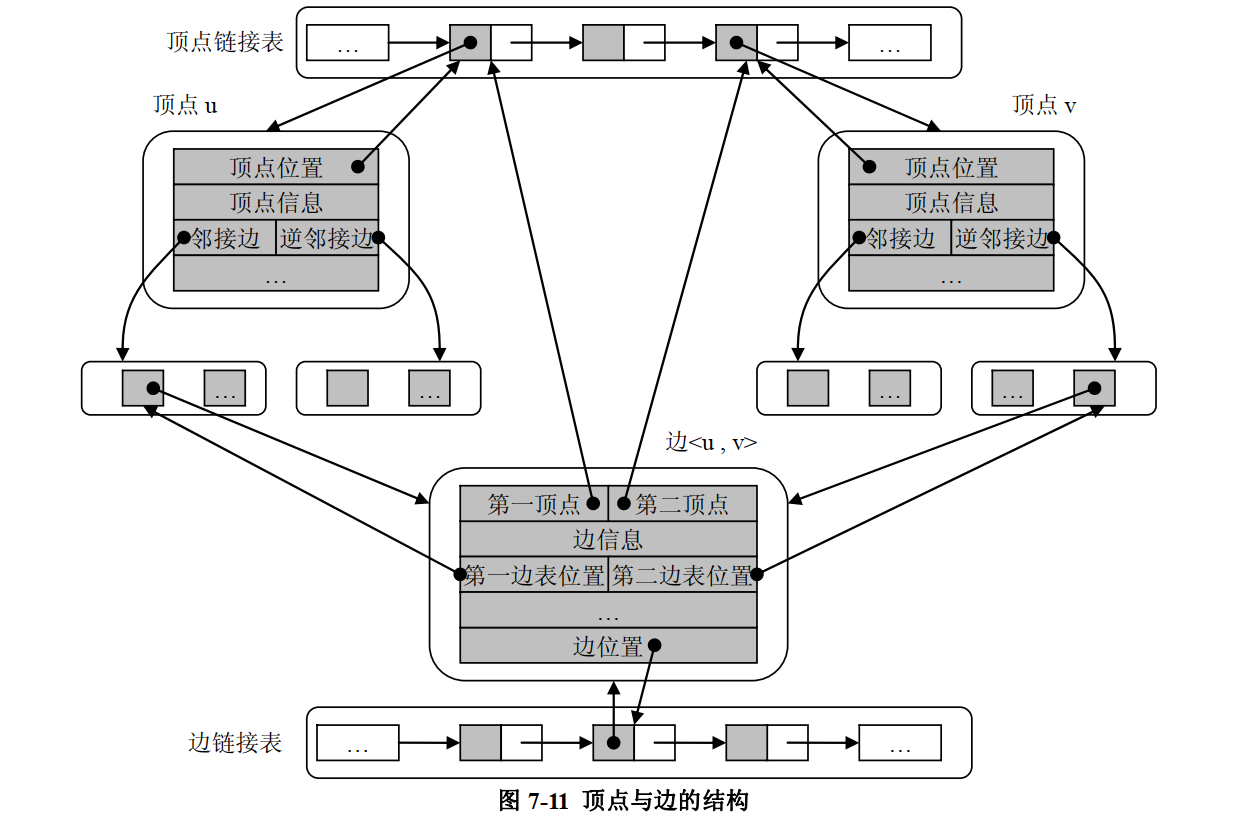 顶点链接表
…
…
顶点 u
顶点 v
顶点位置
顶点信息
邻接边 逆邻接边
…
顶点位置
顶点信息
邻接边 逆邻接边
…
…
…
…
…
边<u , v>
第一顶点 第二顶点
边信息
第一边表位置 第二边表位置
…
边位置
边链接表
…
…
图 7-11 顶点与边的结构